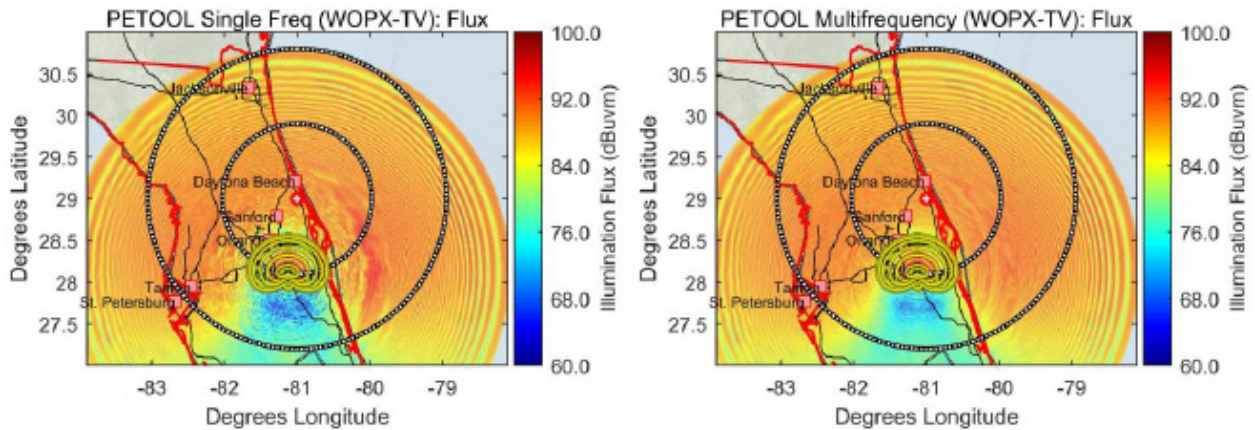 PETOOL Single Freq (WOPX-TV): Flux
100.0
92.0
84.0
76.0
68.0
60.0
Illumination Flux (dBuvm)
30.5
30
29.5
29
28.5
28
27.5
Degrees Latitude
Jacksonville
Daytona Beach
Sanford
St. Petersburg
-83
-82
-81
-80
-79
Degrees Longitude
PETOOL Multifrequency (WOPX-TV): Flux
100.0
92.0
84.0
76.0
68.0
60.0
Illumination Flux (dBuvm)
30.5
30
29.5
29
28.5
28
27.5
Degrees Latitude
Jacksonville
Daytona Beach
Sanford
St. Petersburg
-83
-82
-81
-80
-79
Degrees Longitude